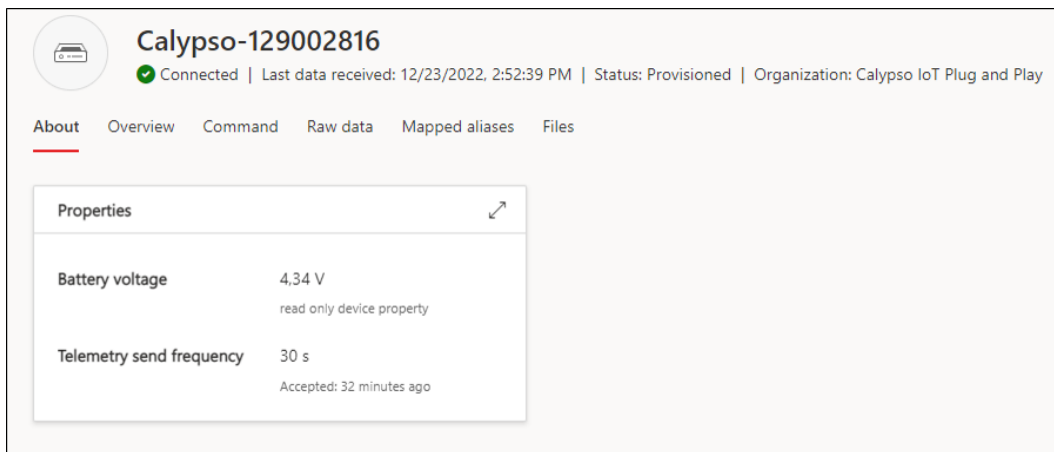 Calypso-129002816
Connected | Last data received: 12/23/2022, 2:52:39 PM | Status: Provisioned | Organization: Calypso IoT Plug and Play
About Overview Command Raw data Mapped aliases Files
Properties
Battery voltage 4,34 V
read only device property
Telemetry send frequency 30 s
Accepted: 32 minutes ago